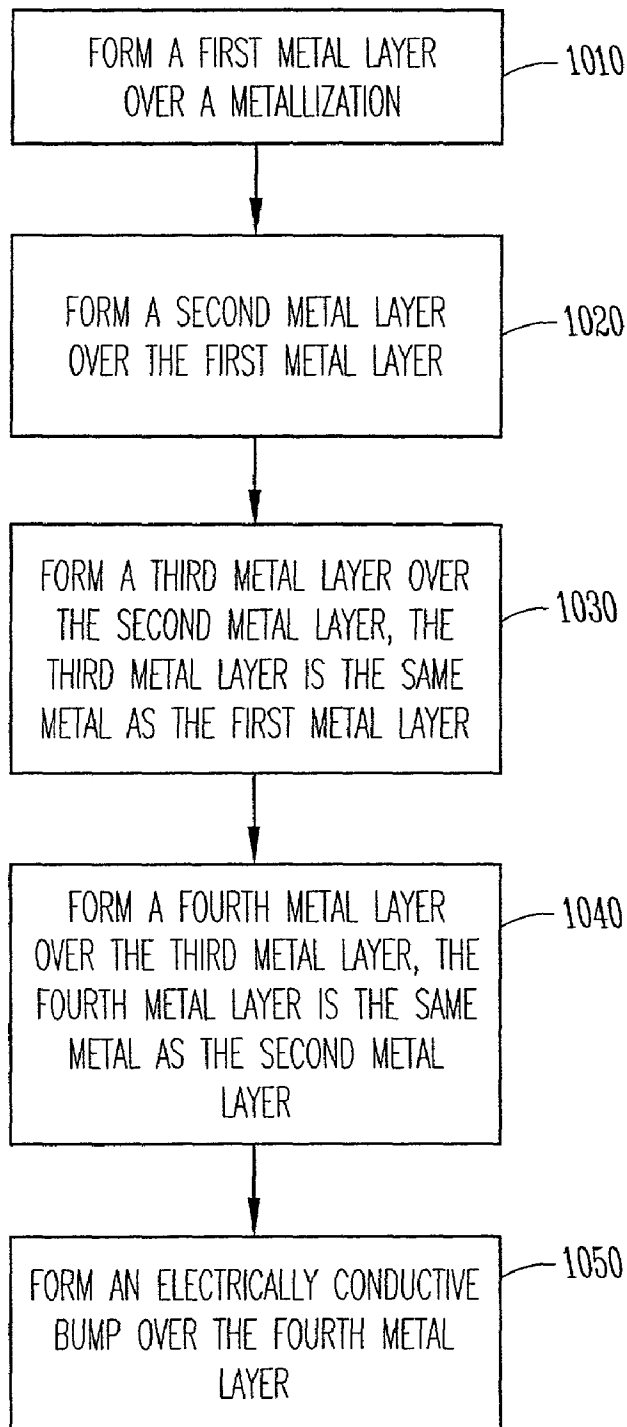 FORM A FIRST METAL LAYER
OVER A METALLIZATION
1010
FORM A SECOND METAL LAYER
OVER THE FIRST METAL LAYER
1020
FORM A THIRD METAL LAYER OVER
THE SECOND METAL LAYER, THE
THIRD METAL LAYER IS THE SAME
METAL AS THE FIRST METAL LAYER
1030
FORM A FOURTH METAL LAYER
OVER THE THIRD METAL LAYER, THE
FOURTH METAL LAYER IS THE SAME
METAL AS THE SECOND METAL
LAYER
1040
FORM AN ELECTRICALLY CONDUCTIVE
BUMP OVER THE FOURTH METAL
LAYER
1050